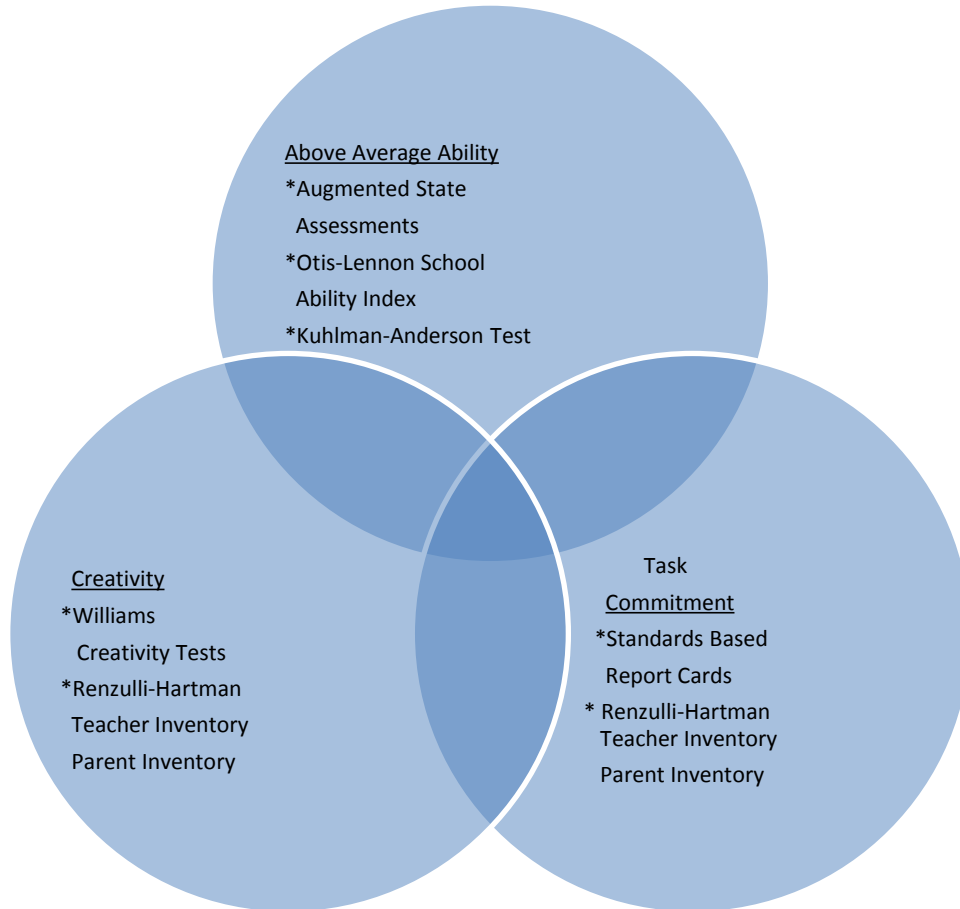 Above Average Ability
*Augmented State
Assessments
*Otis-Lennon School
Ability Index
*Kuhlman-Anderson Test
Creativity
*Williams
Creativity Tests
*Renzulli-Hartman
Teacher Inventory
Parent Inventory
Task
Commitment
*Standards Based
Report Cards
* Renzulli-Hartman
Teacher Inventory
Parent Inventory